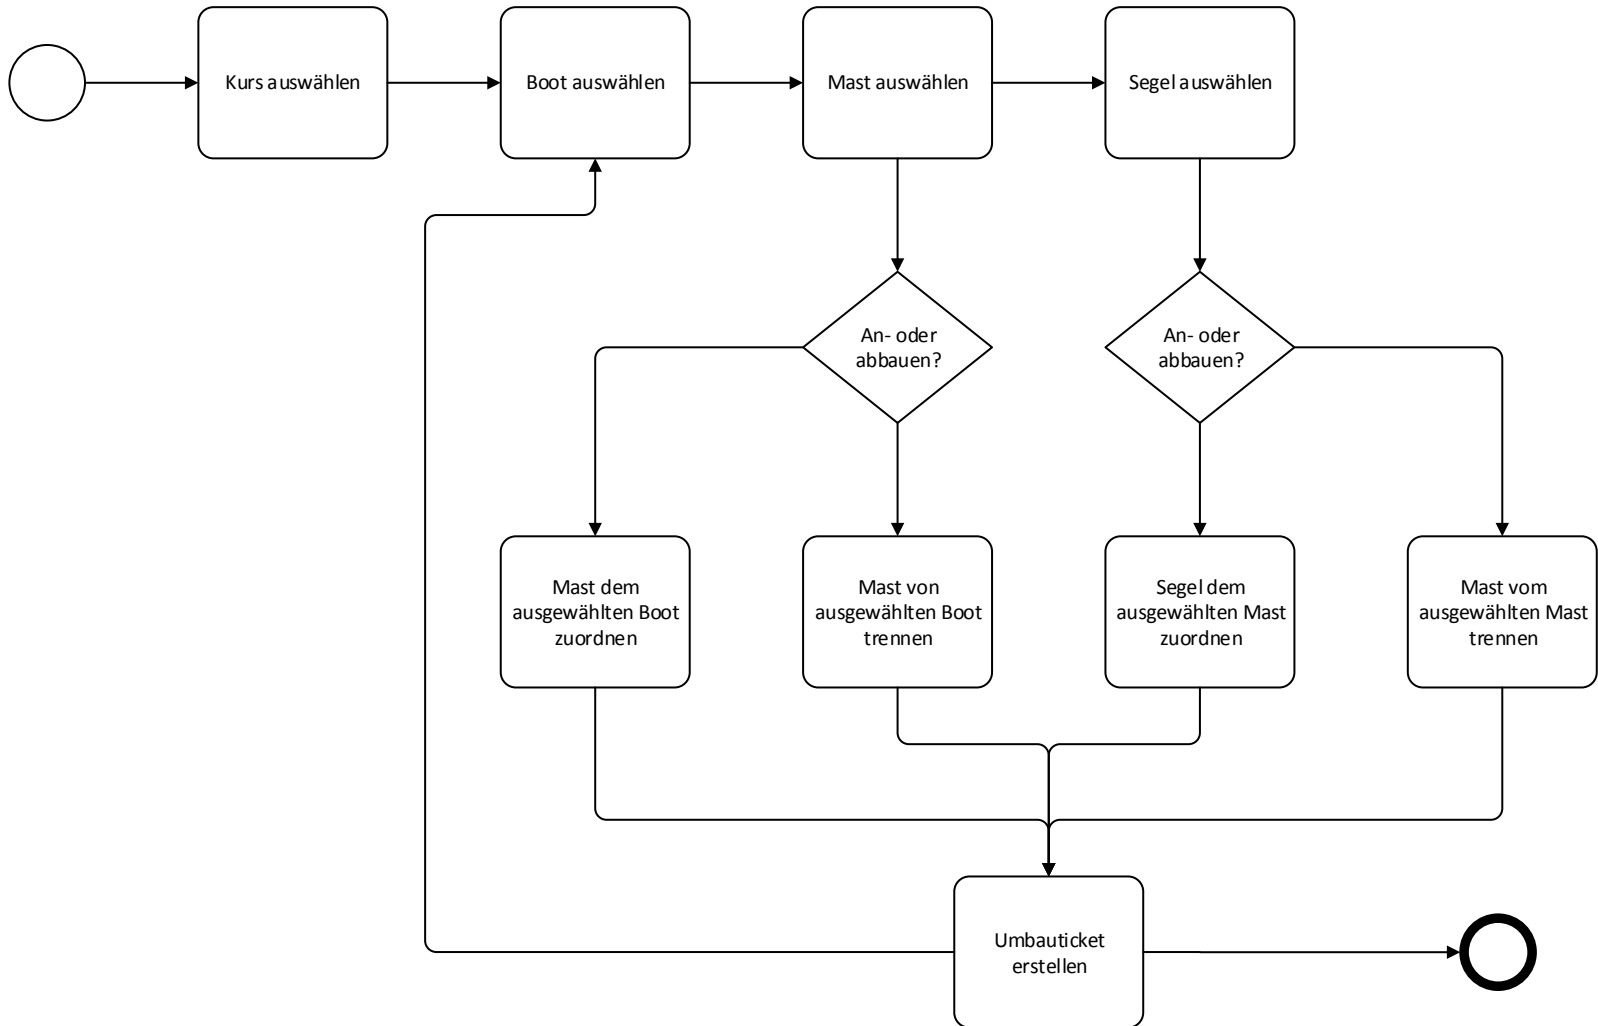 Kurs auswählen
Boot auswählen
Mast auswählen
Segel auswählen
An- oder
abbauen?
An- oder
abbauen?
Mast dem
ausgewählten Boot
zuordnen
Mast von
ausgewählten Boot
trennen
Segel dem
ausgewählten Mast
zuordnen
Mast vom
ausgewählten Mast
trennen
Umbauticket
erstellen